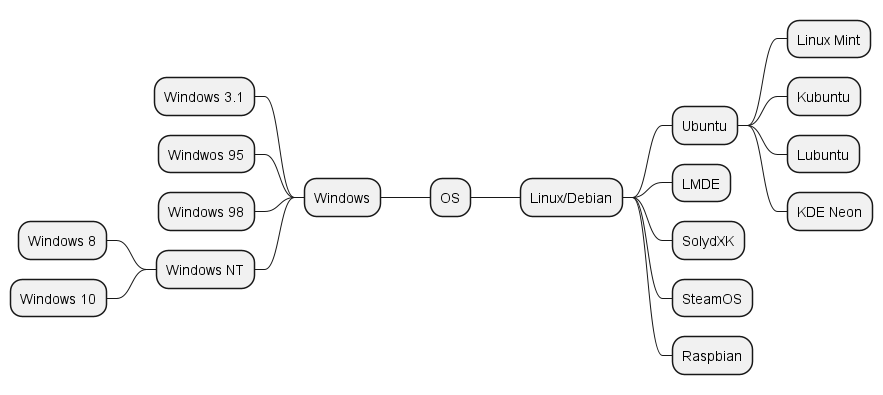 Linux Mint
Windows 3.1
Kubuntu
Ubuntu
Windwos 95
Lubuntu
LMDE
Windows
OS
Linux/Debian
Windows 98
KDE Neon
Windows 8
SolydXK
Windows NT
Windows 10
SteamOS
Raspbian